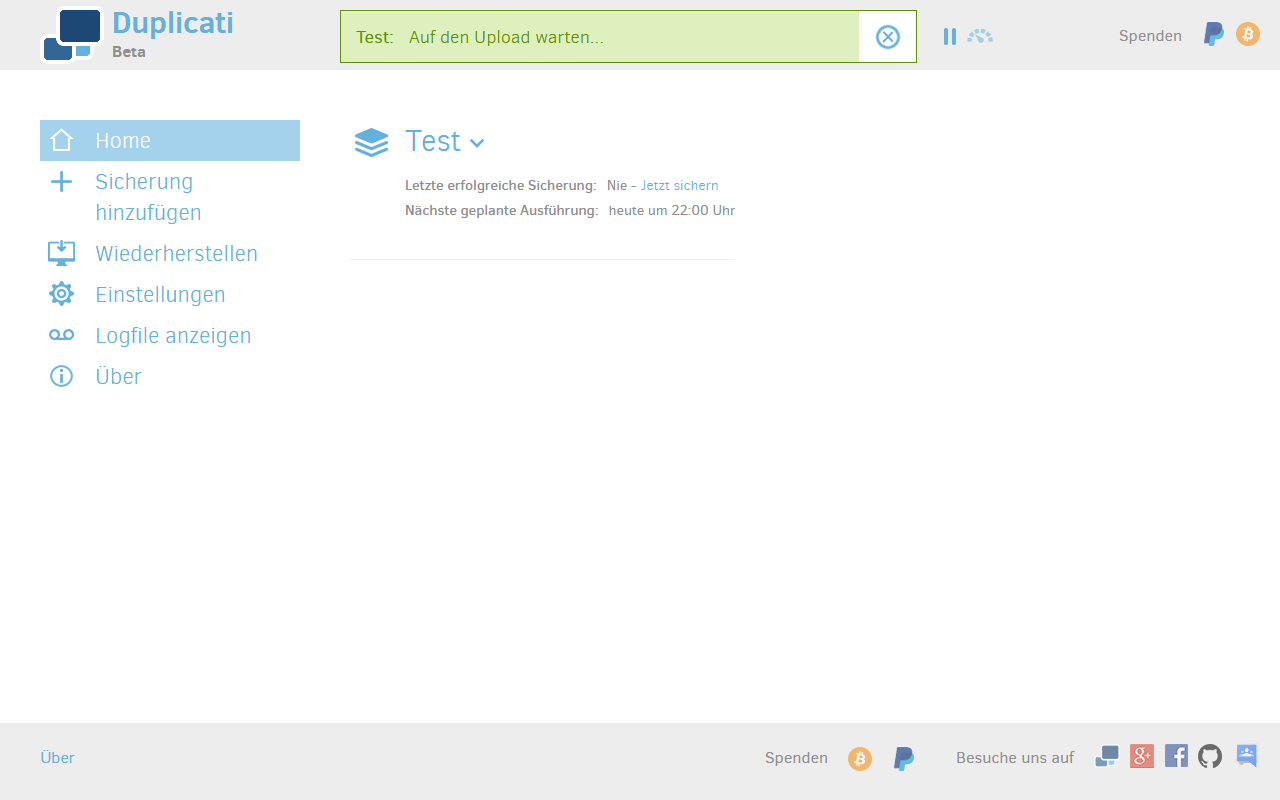 Duplicati
Beta
Test: Auf den Upload warten...
Spenden
Home
Sicherung
hinzufügen
Wiederherstellen
Einstellungen
Logfile anzeigen
Über
Test
Letzte erfolgreiche Sicherung: Nie - Jetzt sichern
Nächste geplante Ausführung: heute um 22:00 Uhr
Über
Spenden
Besuche uns auf